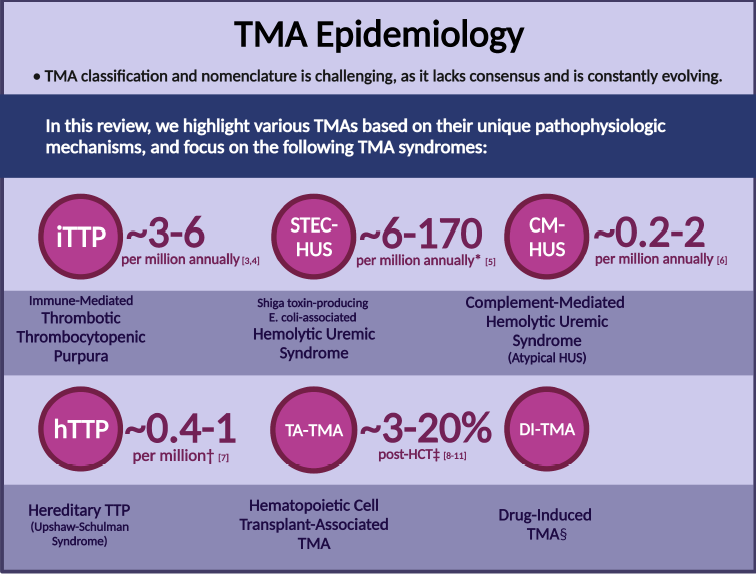 TMA Epidemiology
• TMA classification and nomenclature is challenging, as it lacks consensus and is constantly evolving.
In this review, we highlight various TMAs based on their unique pathophysiologic
mechanisms, and focus on the following TMA syndromes:
iTTP
~3-6
per million annually [3,4]
STEC-
HUS
~6-170
per million annually* [5]
CM-
HUS
~0.2-2
per million annually [6]
Immune-Mediated
Thrombotic
Thrombocytopenic
Purpura
Shiga toxin-producing
E. coli-associated
Hemolytic Uremic
Syndrome
Complement-Mediated
Hemolytic Uremic
Syndrome
(Atypical HUS)
hTTP
~0.4-1
per million† [7]
TA-TMA
~3-20%
post-HCT‡ [8-11]
DI-TMA
Hereditary TTP
(Upshaw-Schulman
Syndrome)
Hematopoietic Cell
Transplant-Associated
TMA
Drug-Induced
TMA§